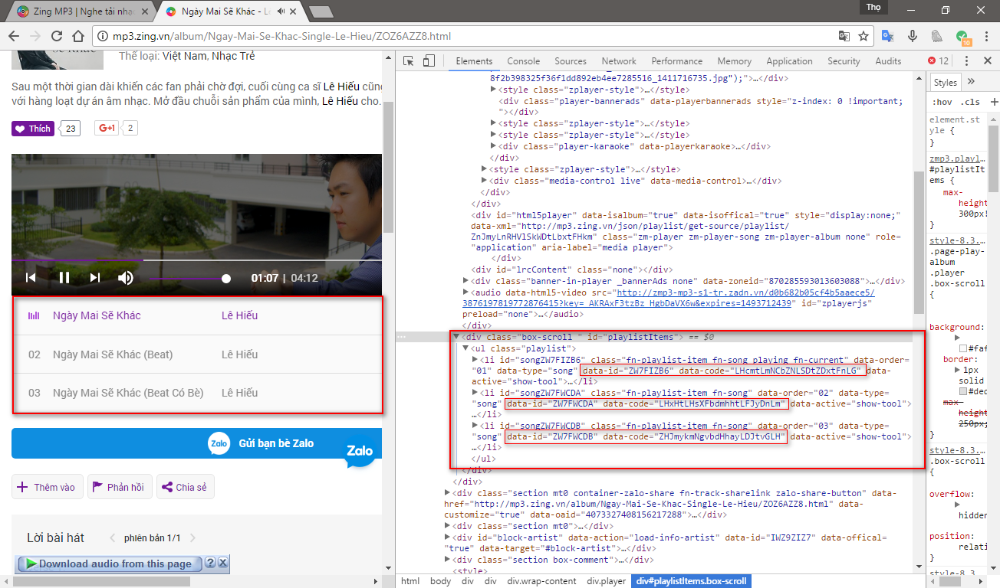 Zing MP3 | Nghe tải nhạ
Ngày Mai Sẽ Khác - Lê
Thọ
mp3.zing.vn/album/Ngay-Mai-Se-Khac-Single-Le-Hieu/ZOZ6AZZ8.html
10
Thể loại: Việt Nam, Nhạc Trẻ
Sau một thời gian dài khiến các fan phải chờ đợi, cuối cùng ca sĩ Lê Hiếu cũn
với hàng loạt dự án âm nhạc. Mở đầu chuỗi sản phẩm của mình, Lê Hiếu cho.
Thích 23 G+1 2
01:07 | 04:12
Ngày Mai Sẽ Khác Lê Hiếu
02 Ngày Mai Sẽ Khác (Beat) Lê Hiếu
03 Ngày Mai Sẽ Khác (Beat Có Bè) Lê Hiếu
Zalo Gửi bạn bè Zalo
Zalo
Thêm vào Phản hồi Chia sẻ
Lời bài hát phiên bản 1/1
Download audio from this page ? X
Elements Console Sources Network Performance Memory Application Security Audits 12
8f2b398325f36f1dd892eb4ee7285516_1411716735.jpg");">…</div>
<style class="zplayer-style">…</style>
<div class="player-bannerads" data-playerbannerads style="z-index: 0 !important;
"></div>
<style class="zplayer-style">…</style>
<style class="zplayer-style">…</style>
<div class="player-karaoke" data-playerkaraoke>…</div>
</div>
<style class="zplayer-style">…</style>
<div class="media-control live" data-media-control>…</div>
</div>
</div>
<div id="html5player" data-isalbum="true" data-isoffical="true" style="display:none;"
data-xml="http://mp3.zing.vn/json/playlist/get-source/playlist/
ZnJmyLnRHVlSkWDtLbxtFHkm" class="zm-player zm-player-song zm-player-album none" role=
"application" aria-label="media player">
</div>
<div id="lrcContent" class="none"></div>
<div class="banner-in-player _bannerAds none" data-zoneid="870285593013603088">…</div>
<audio data-html5-video src="http://zmp3-mp3-s1-tr.zadn.vn/d0b682b05cf4b5aaece5/
3876197819772876415?key=_AKRAxF3tzBz_HgbDaVX6w&expires=1493712439" id="zplayerjs"
preload="none">…</audio>
</div>
<div class="box-scroll " id="playlistItems"> == $0
<ul class="playlist">
<li id="songZW7FIZB6" class="fn-playlist-item fn-song playing fn-current" data-order=
"01" data-type="song" data-id="ZW7FIZB6" data-code="LHcmtLmNCbZNLSDtZDxtFnLG" data-
active="show-tool">…</li>
<li id="songZW7FWCDA" class="fn-playlist-item fn-song" data-order="02" data-type=
"song" data-id="ZW7FWCDA" data-code="LHxHtLHsXFbdmhhtLFJyDnLm" data-active="show-tool">
…</li>
<li id="songZW7FWCDB" class="fn-playlist-item fn-song" data-order="03" data-type=
"song" data-id="ZW7FWCDB" data-code="ZHJmykmNgvbdHhayLDJtvGLH" data-active="show-tool">
…</li>
</ul>
</div>
</div>
<div class="section mt0 container-zalo-share fn-track-sharelink zalo-share-button" data-
href="http://mp3.zing.vn/album/Ngay-Mai-Se-Khac-Single-Le-Hieu/ZOZ6AZZ8.html" data-
customize="true" data-oaid="4073327408156217288">…</div>
<div class="section mt0">…</div>
<div id="block-artist" data-action="load-info-artist" data-id="IWZ9ZIZ7" data-offical=
"true" data-target="#block-artist">…</div>
<div class="section box-comment">…</div>
<style>
html body div div div.wrap-content div.player div#playlistItems.box-scroll
Styles »
:hov .cls +
element.st
yle {
}
zmp3.playl…
#playlistIt
ems {
max-
height
300px!
}
style-8.3.…
.page-play-
album
.player
.box-scroll
{
background:
#faf
border:
1px
solid
#dec
max-
height
250px;
}
style-8.3.…
.box-scroll
{
overflow:
hidden
position:
relati
}
style-8.3.…